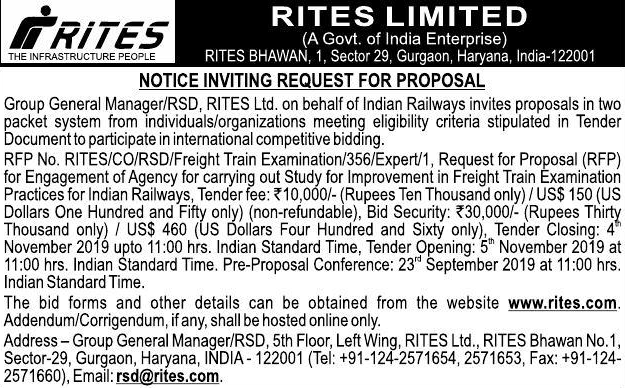 RITES
THE INFRASTRUCTURE PEOPLE
RITES LIMITED
(A Govt. of India Enterprise)
RITES BHAWAN, 1, Sector 29, Gurgaon, Haryana, India-122001
NOTICE INVITING REQUEST FOR PROPOSAL
Group General Manager/RSD, RITES Ltd. on behalf of Indian Railways invites proposals in two
packet system from individuals/organizations meeting eligibility criteria stipulated in Tender
Document to participate in international competitive bidding.
RFP No. RITES/CO/RSD/Freight Train Examination/356/Expert/1, Request for Proposal (RFP)
for Engagement of Agency for carrying out Study for Improvement in Freight Train Examination
Practices for Indian Railways, Tender fee: ₹10,000/- (Rupees Ten Thousand only) / US$ 150 (US
Dollars One Hundred and Fifty only) (non-refundable), Bid Security: ₹30,000/- (Rupees Thirty
Thousand only) / US$ 460 (US Dollars Four Hundred and Sixty only), Tender Closing: 4th
November 2019 upto 11:00 hrs. Indian Standard Time, Tender Opening: 5th November 2019 at
11:00 hrs. Indian Standard Time. Pre-Proposal Conference: 23rd September 2019 at 11:00 hrs.
Indian Standard Time.
The bid forms and other details can be obtained from the website www.rites.com.
Addendum/Corrigendum, if any, shall be hosted online only.
Address – Group General Manager/RSD, 5th Floor, Left Wing, RITES Ltd., RITES Bhawan No.1,
Sector-29, Gurgaon, Haryana, INDIA - 122001 (Tel: +91-124-2571654, 2571653, Fax: +91-124-
2571660), Email: rsd@rites.com.